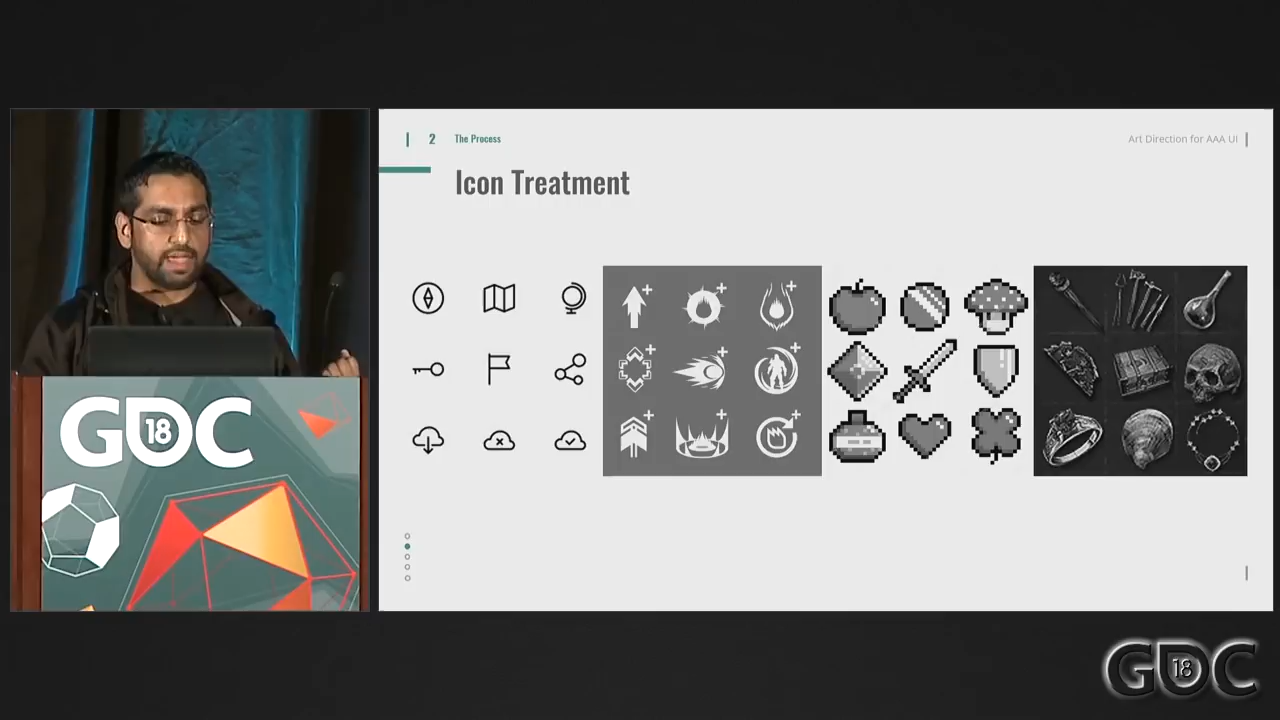 2 The Process
Art Direction for AAA UI
Icon Treatment
GDC
18
GDC
18